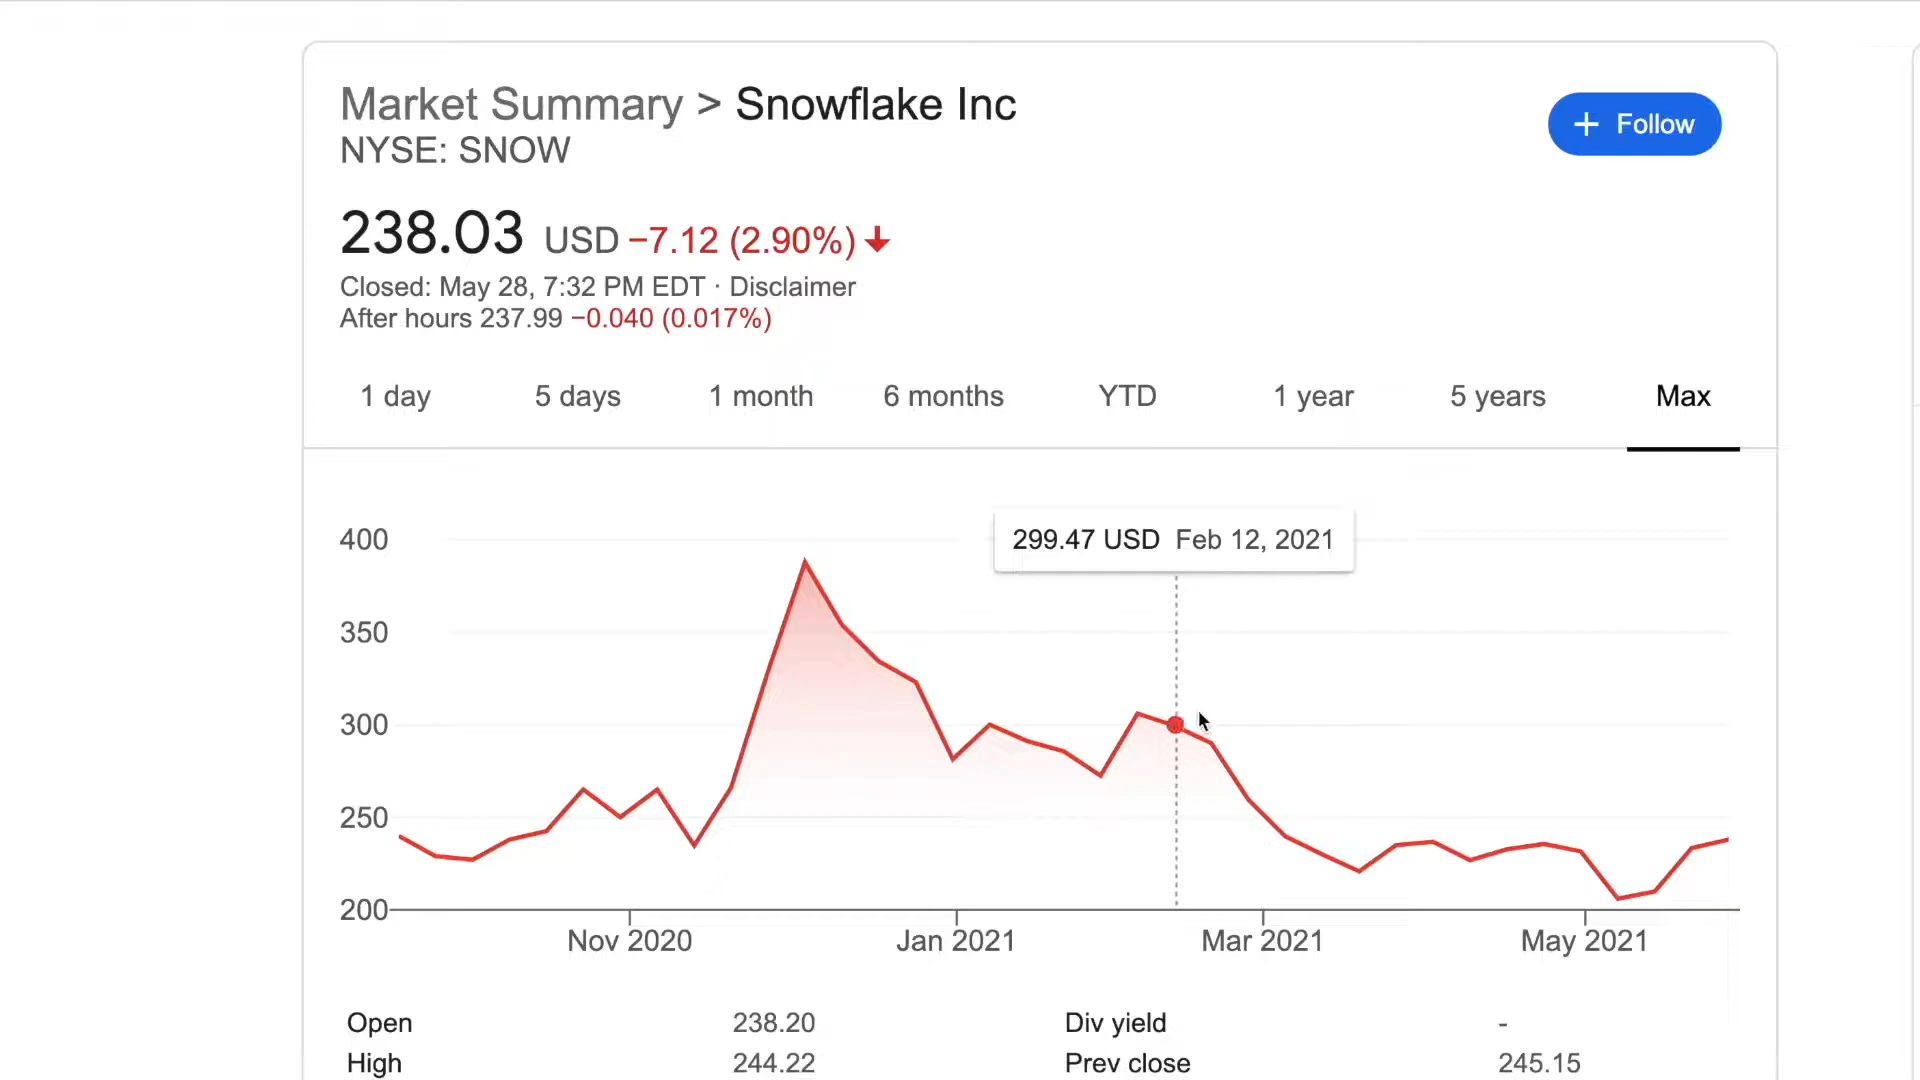 Market Summary > Snowflake Inc
NYSE: SNOW
+ Follow
238.03 USD −7.12 (2.90%)
Closed: May 28, 7:32 PM EDT · Disclaimer
After hours 237.99 −0.040 (0.017%)
1 day 5 days 1 month 6 months YTD 1 year 5 years Max
299.47 USD Feb 12, 2021
400
350
300
250
200
Nov 2020 Jan 2021 Mar 2021 May 2021
Open 238.20 Div yield -
High 244.22 Prev close 245.15